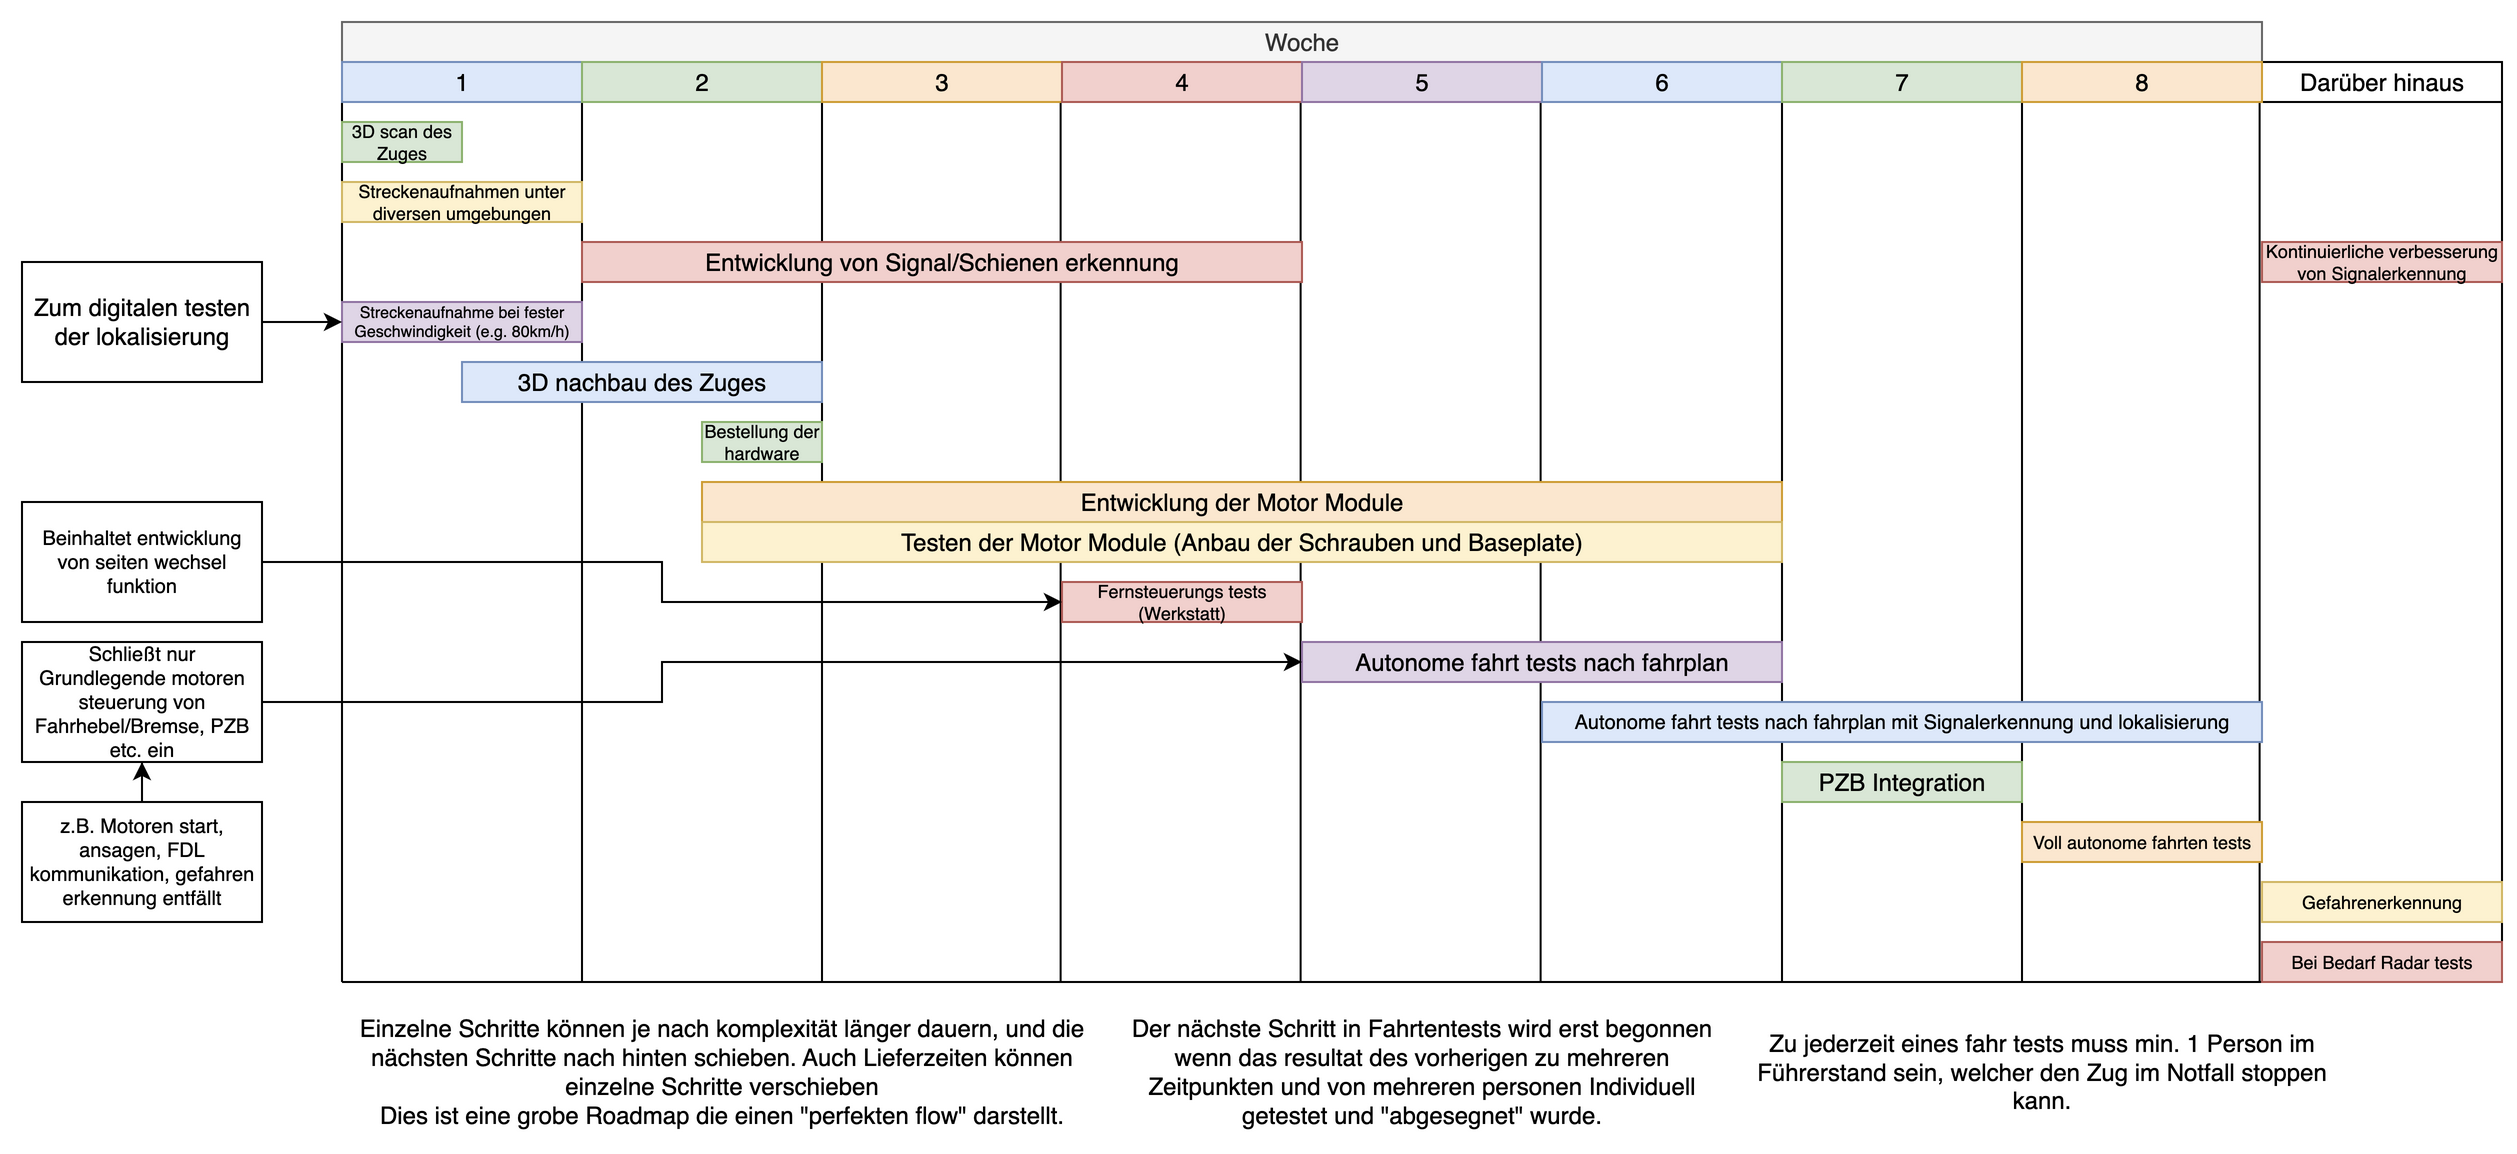 Woche
1
2
3
4
5
6
7
8
Darüber hinaus
3D scan des
Zuges
Streckenaufnahmen unter
diversen umgebungen
Entwicklung von Signal/Schienen erkennung
Kontinuierliche verbesserung
von Signalerkennung
Zum digitalen testen
der lokalisierung
Streckenaufnahme bei fester
Geschwindigkeit (e.g. 80km/h)
3D nachbau des Zuges
Bestellung der
hardware
Entwicklung der Motor Module
Testen der Motor Module (Anbau der Schrauben und Baseplate)
Beinhaltet entwicklung
von seiten wechsel
funktion
Fernsteuerungs tests
(Werkstatt)
Schließt nur
Grundlegende motoren
steuerung von
Fahrhebel/Bremse, PZB
etc. ein
Autonome fahrt tests nach fahrplan
Autonome fahrt tests nach fahrplan mit Signalerkennung und lokalisierung
PZB Integration
z.B. Motoren start,
ansagen, FDL
kommunikation, gefahren
erkennung entfällt
Voll autonome fahrten tests
Gefahrenerkennung
Bei Bedarf Radar tests
Einzelne Schritte können je nach komplexität länger dauern, und die
nächsten Schritte nach hinten schieben. Auch Lieferzeiten können
einzelne Schritte verschieben
Dies ist eine grobe Roadmap die einen "perfekten flow" darstellt.
Der nächste Schritt in Fahrtentests wird erst begonnen
wenn das resultat des vorherigen zu mehreren
Zeitpunkten und von mehreren personen Individuell
getestet und "abgesegnet" wurde.
Zu jederzeit eines fahr tests muss min. 1 Person im
Führerstand sein, welcher den Zug im Notfall stoppen
kann.